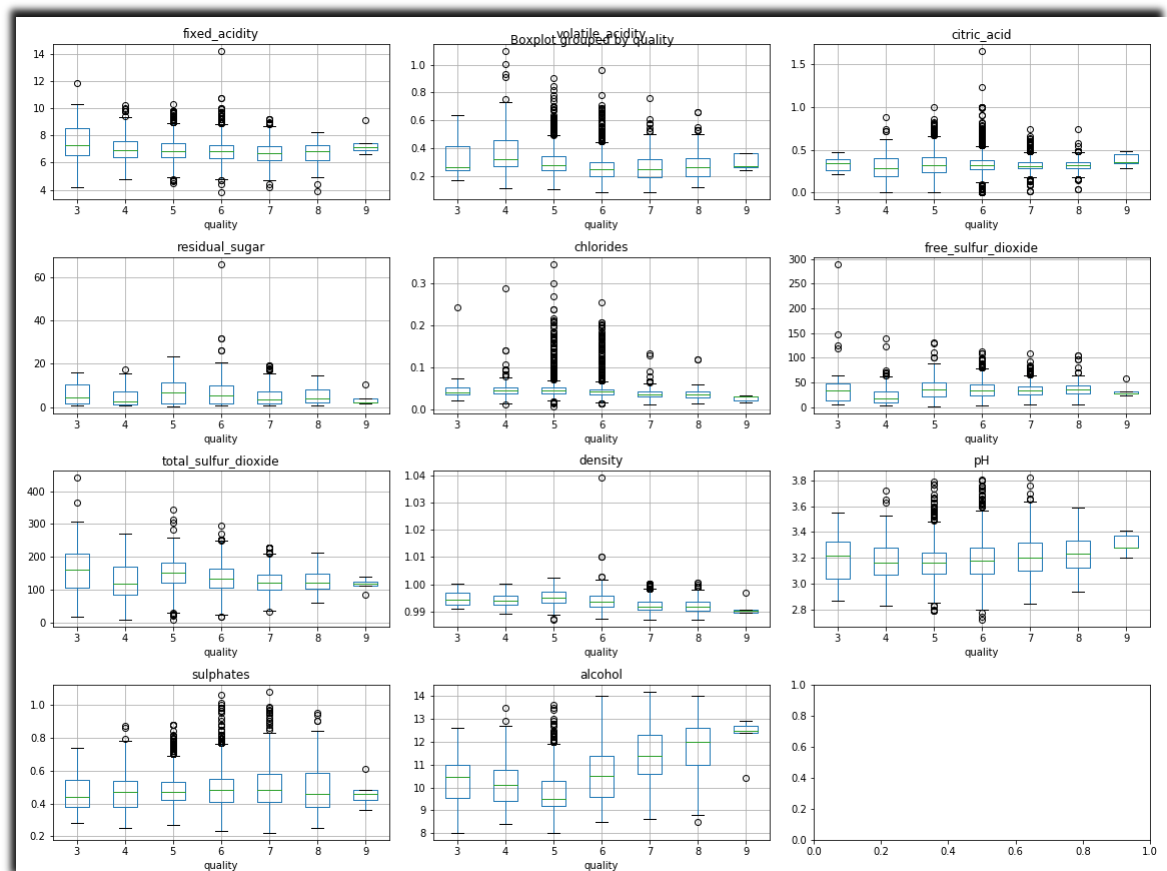 fixed_acidity
14
12
10
8
6
4
3 4 5 6 7 8 9
quality
volatile_acidity
Boxplot grouped by quality
1.0
0.8
0.6
0.4
0.2
3 4 5 6 7 8 9
quality
citric_acid
1.5
1.0
0.5
0.0
3 4 5 6 7 8 9
quality
residual_sugar
60
40
20
0
3 4 5 6 7 8 9
quality
chlorides
0.3
0.2
0.1
0.0
3 4 5 6 7 8 9
quality
free_sulfur_dioxide
300
250
200
150
100
50
0
3 4 5 6 7 8 9
quality
total_sulfur_dioxide
400
300
200
100
0
3 4 5 6 7 8 9
quality
density
1.04
1.03
1.02
1.01
1.00
0.99
3 4 5 6 7 8 9
quality
pH
3.8
3.6
3.4
3.2
3.0
2.8
3 4 5 6 7 8 9
quality
sulphates
1.0
0.8
0.6
0.4
0.2
3 4 5 6 7 8 9
quality
alcohol
14
13
12
11
10
9
8
3 4 5 6 7 8 9
quality
1.0
0.8
0.6
0.4
0.2
0.0
0.0 0.2 0.4 0.6 0.8 1.0